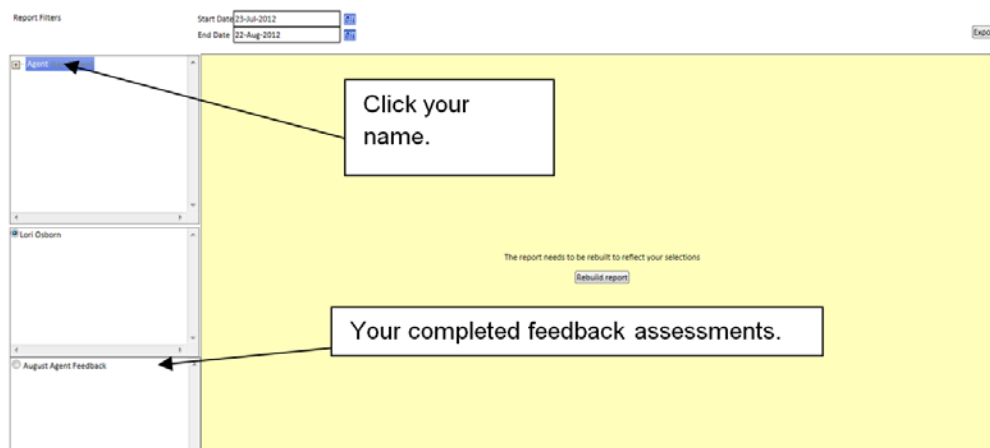 Report Filters
Start Date 23-Jul-2012
End Date 22-Aug-2012
Expo
Agent
Click your
name.
Lori Osborn
The report needs to be rebuilt to reflect your selections
Rebuild report
Your completed feedback assessments.
August Agent Feedback